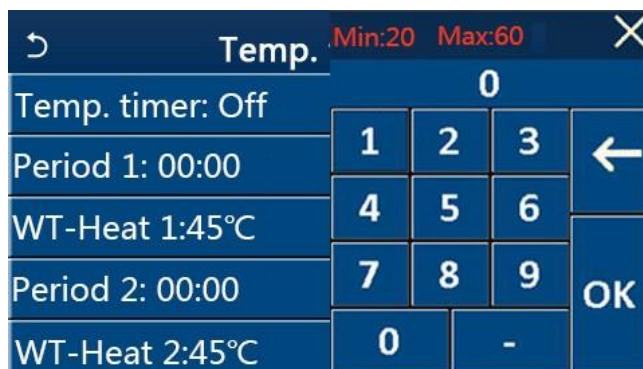 Temp.
Temp. timer: Off
Period 1: 00:00
WT-Heat 1:45℃
Period 2: 00:00
WT-Heat 2:45℃
Min:20 Max:60
0
1 2 3
4 5 6
7 8 9
OK
0 -